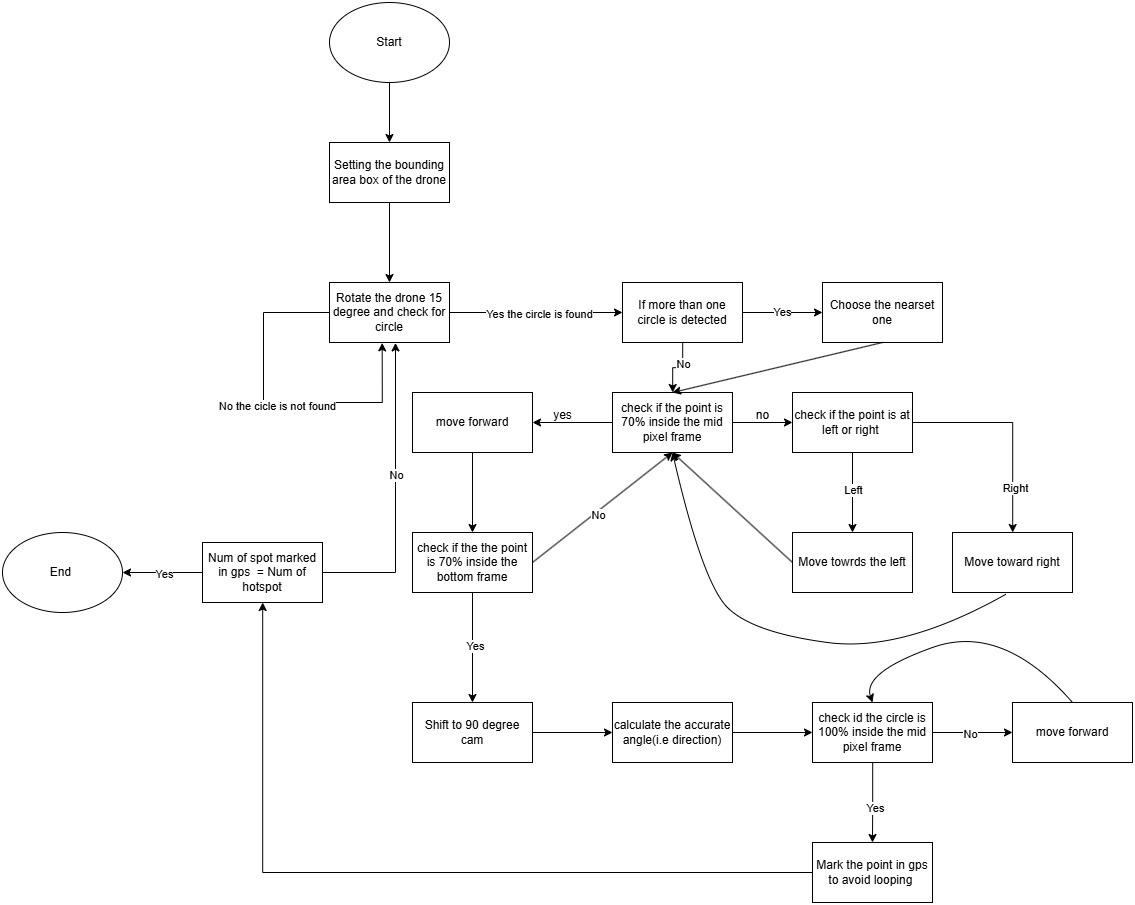 Start
Setting the bounding
area box of the drone
Rotate the drone 15
degree and check for
circle
Yes the circle is found
If more than one
circle is detected
Yes
Choose the nearset
one
No
No the cicle is not found
move forward
yes
check if the point is
70% inside the mid
pixel frame
no
check if the point is at
left or right
No
Left
Right
No
End
Yes
Num of spot marked
in gps = Num of
hotspot
check if the the point
is 70% inside the
bottom frame
Move towrds the left
Move toward right
Yes
Shift to 90 degree
cam
calculate the accurate
angle(i.e direction)
check id the circle is
100% inside the mid
pixel frame
No
move forward
Yes
Mark the point in gps
to avoid looping